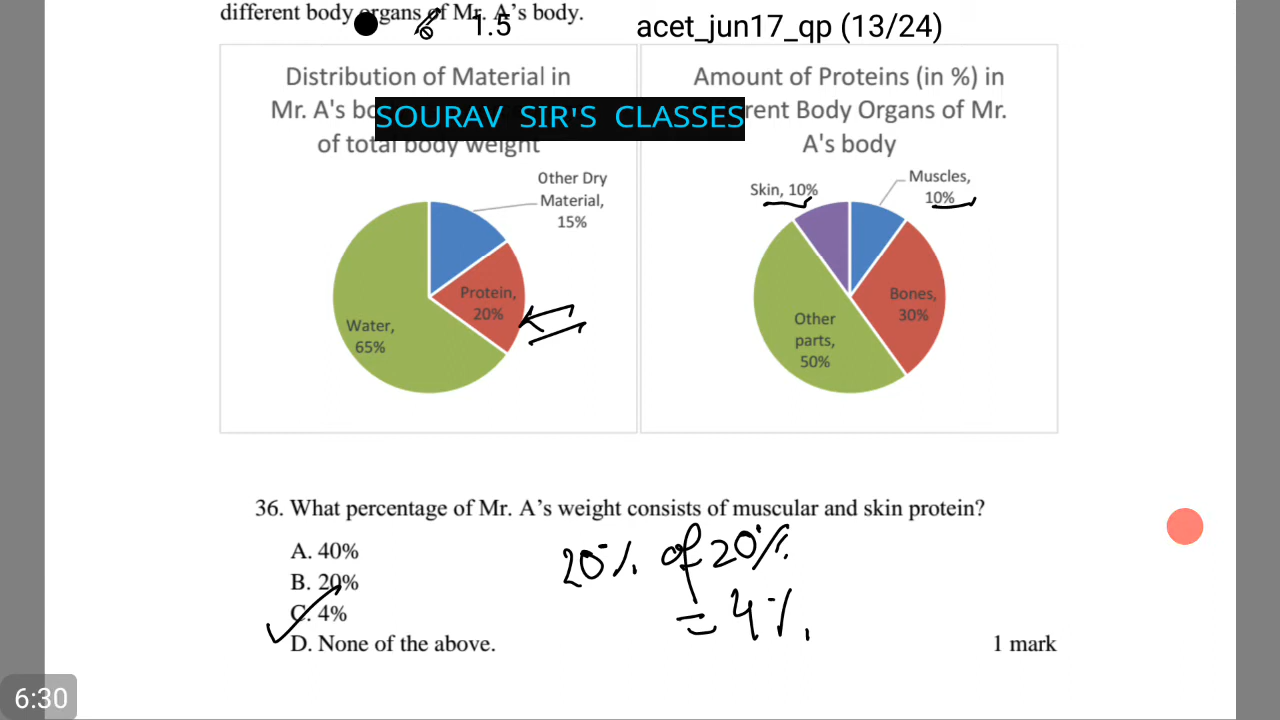 different body organs of Mr. A's body.
1.5
acet_jun17_qp (13/24)
Distribution of Material in
Mr. A's
of total body weight
SOURAV SIR'S CLASSES
Other Dry
Material,
15%
Protein,
20%
Water,
65%
Amount of Proteins (in %) in
rent Body Organs of Mr.
A's body
Skin, 10%
Muscles,
10%
Bones,
30%
Other
parts,
50%
36. What percentage of Mr. A's weight consists of muscular and skin protein?
A. 40%
B. 20%
C. 4%
D. None of the above.
20% of 20%
= 4%
1 mark
6:30